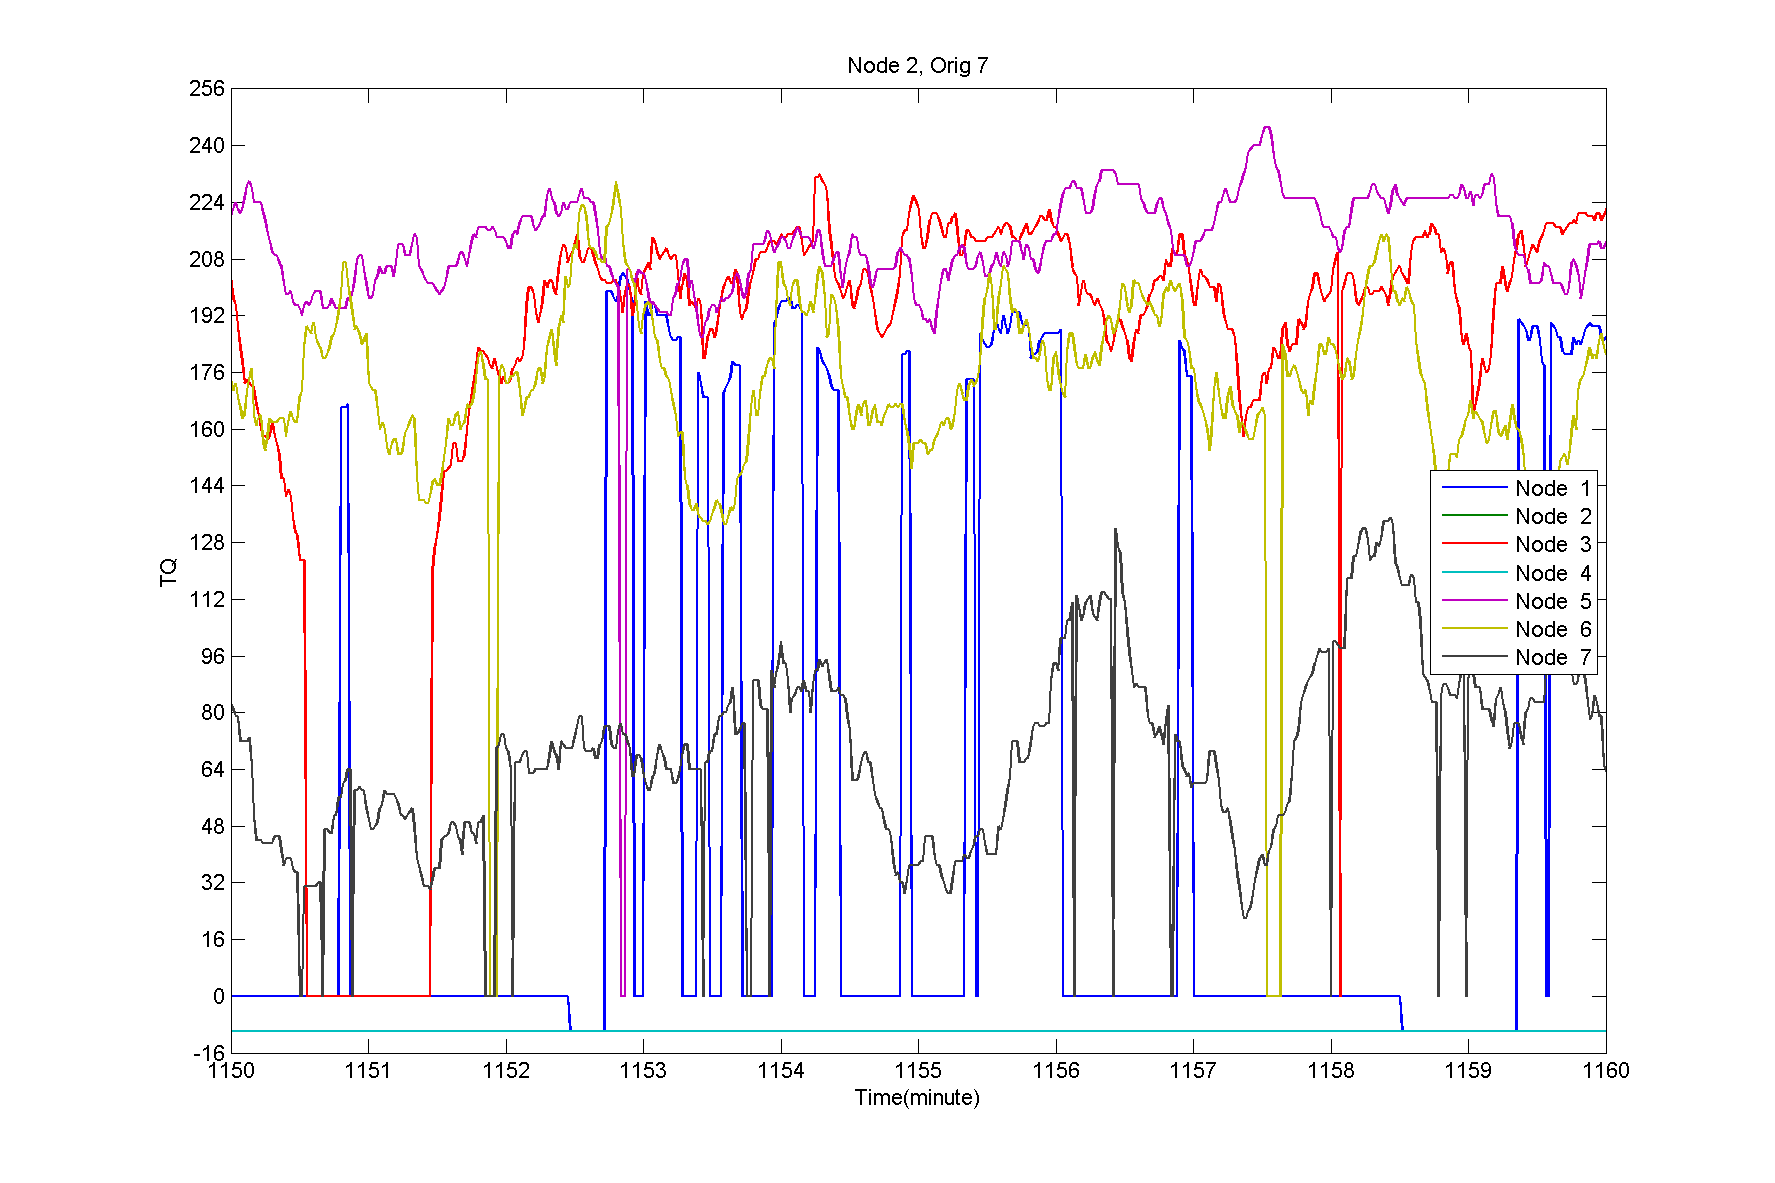 Node 2, Orig 7
256
240
224
208
192
176
160
144
128
112
96
80
64
48
32
16
0
-16
TQ
Node 1
Node 2
Node 3
Node 4
Node 5
Node 6
Node 7
1150 1151 1152 1153 1154 1155 1156 1157 1158 1159 1160
Time(minute)